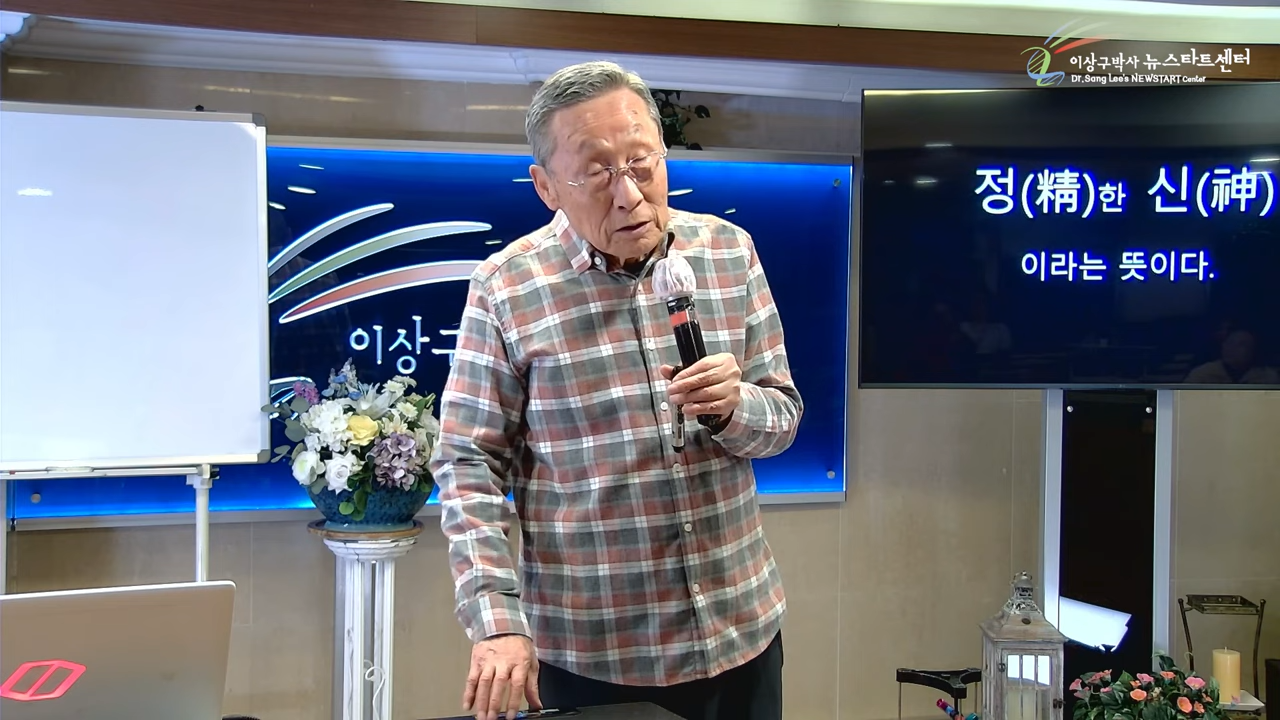 이상구박사 뉴스타트센터
Dr. Sang Lee's NEWSTART Center
정(精)한 신(神)
이라는 뜻이다.
이상구